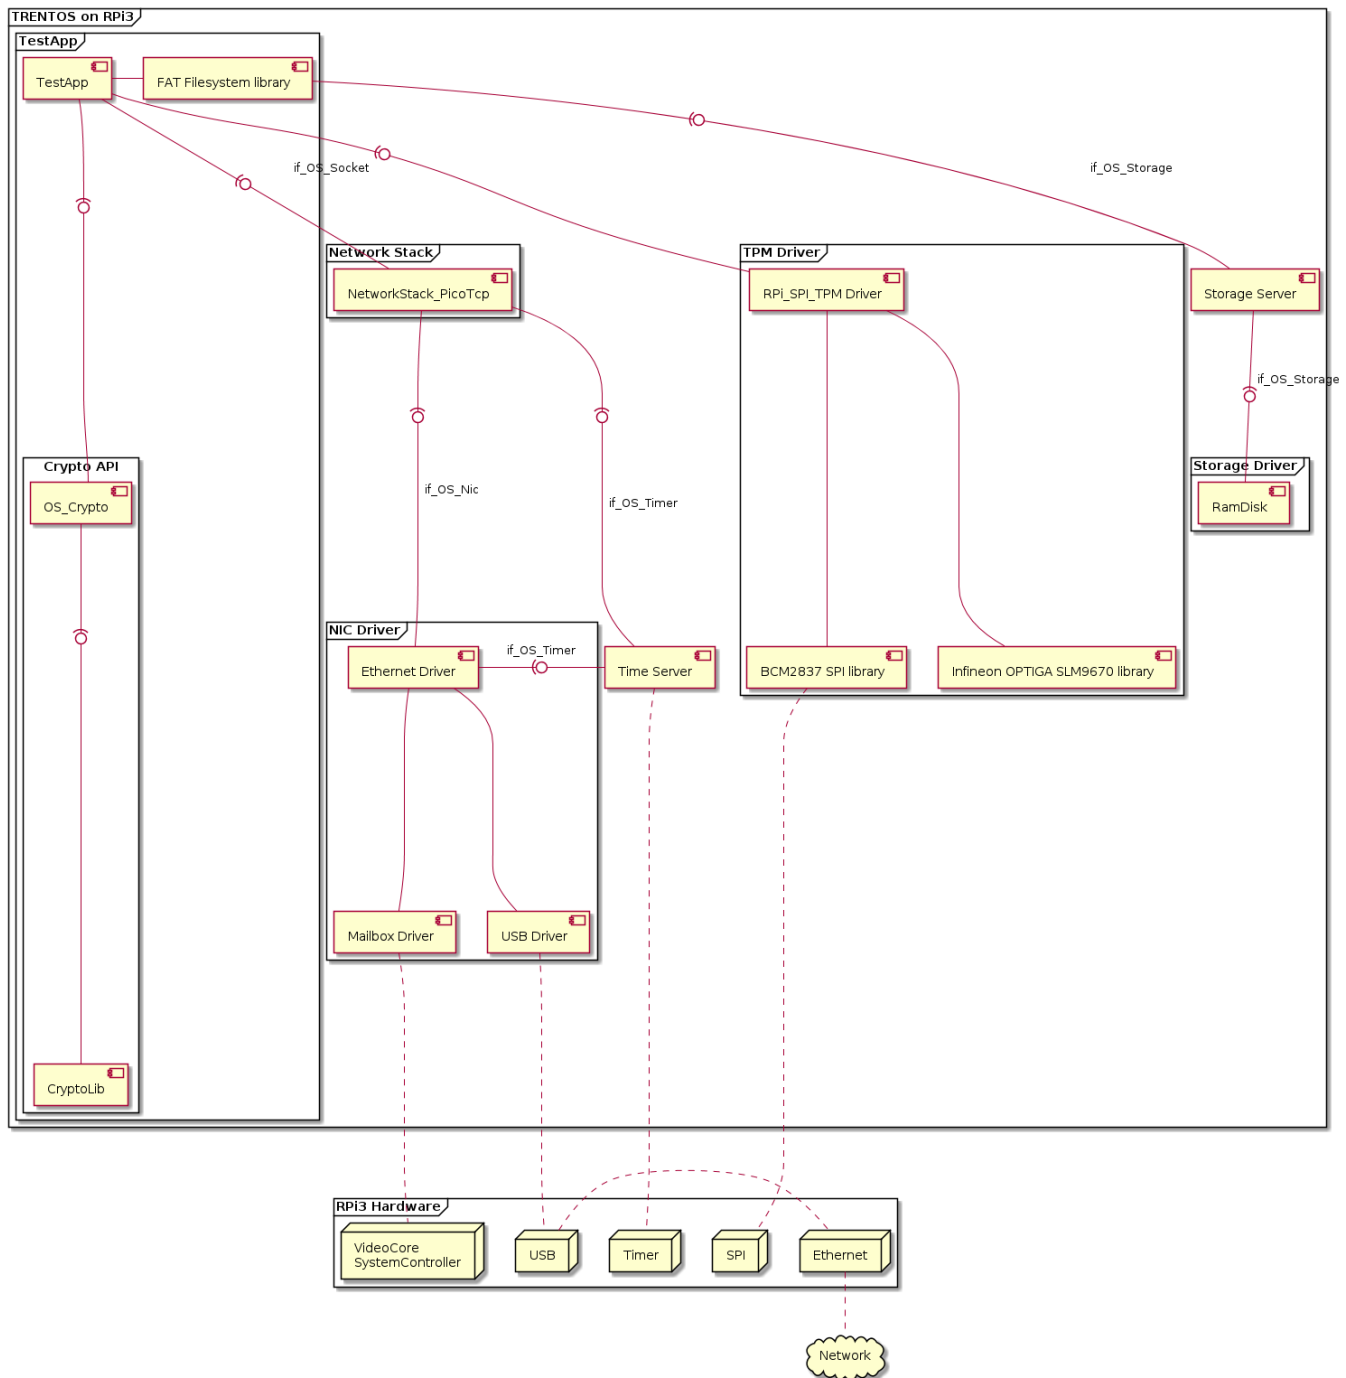 TRENTOS on RPi3
TestApp
TestApp
FAT Filesystem library
if_OS_Socket
if_OS_Storage
Network Stack
TPM Driver
NetworkStack_PicoTcp
RPi_SPI_TPM Driver
Storage Server
if_OS_Storage
Crypto API
Storage Driver
if_OS_Nic
if_OS_Timer
OS_Crypto
RamDisk
NIC Driver
if_OS_Timer
Ethernet Driver
Time Server
BCM2837 SPI library
Infineon OPTIGA SLM9670 library
Mailbox Driver
USB Driver
CryptoLib
RPi3 Hardware
VideoCore
SystemController
USB
Timer
SPI
Ethernet
Network